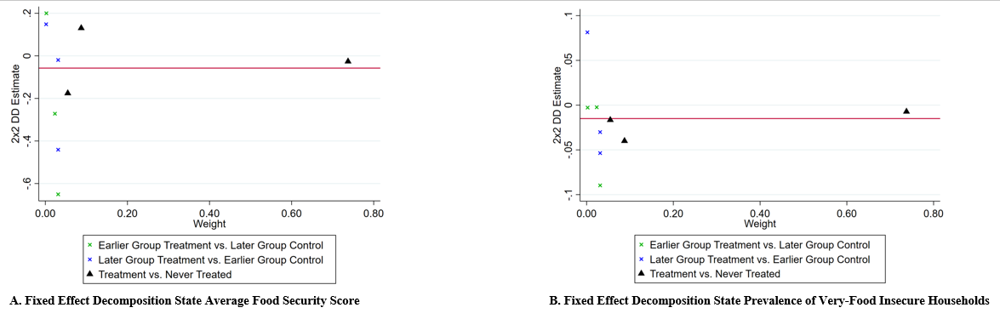 .2
0
-.2
-.4
-.6
2x2 DD Estimate
0.00 0.20 0.40 0.60 0.80
Weight
Earlier Group Treatment vs. Later Group Control
Later Group Treatment vs. Earlier Group Control
Treatment vs. Never Treated
A. Fixed Effect Decomposition State Average Food Security Score
.1
.05
0
-.05
-.1
2x2 DD Estimate
0.00 0.20 0.40 0.60 0.80
Weight
Earlier Group Treatment vs. Later Group Control
Later Group Treatment vs. Earlier Group Control
Treatment vs. Never Treated
B. Fixed Effect Decomposition State Prevalence of Very-Food Insecure Households